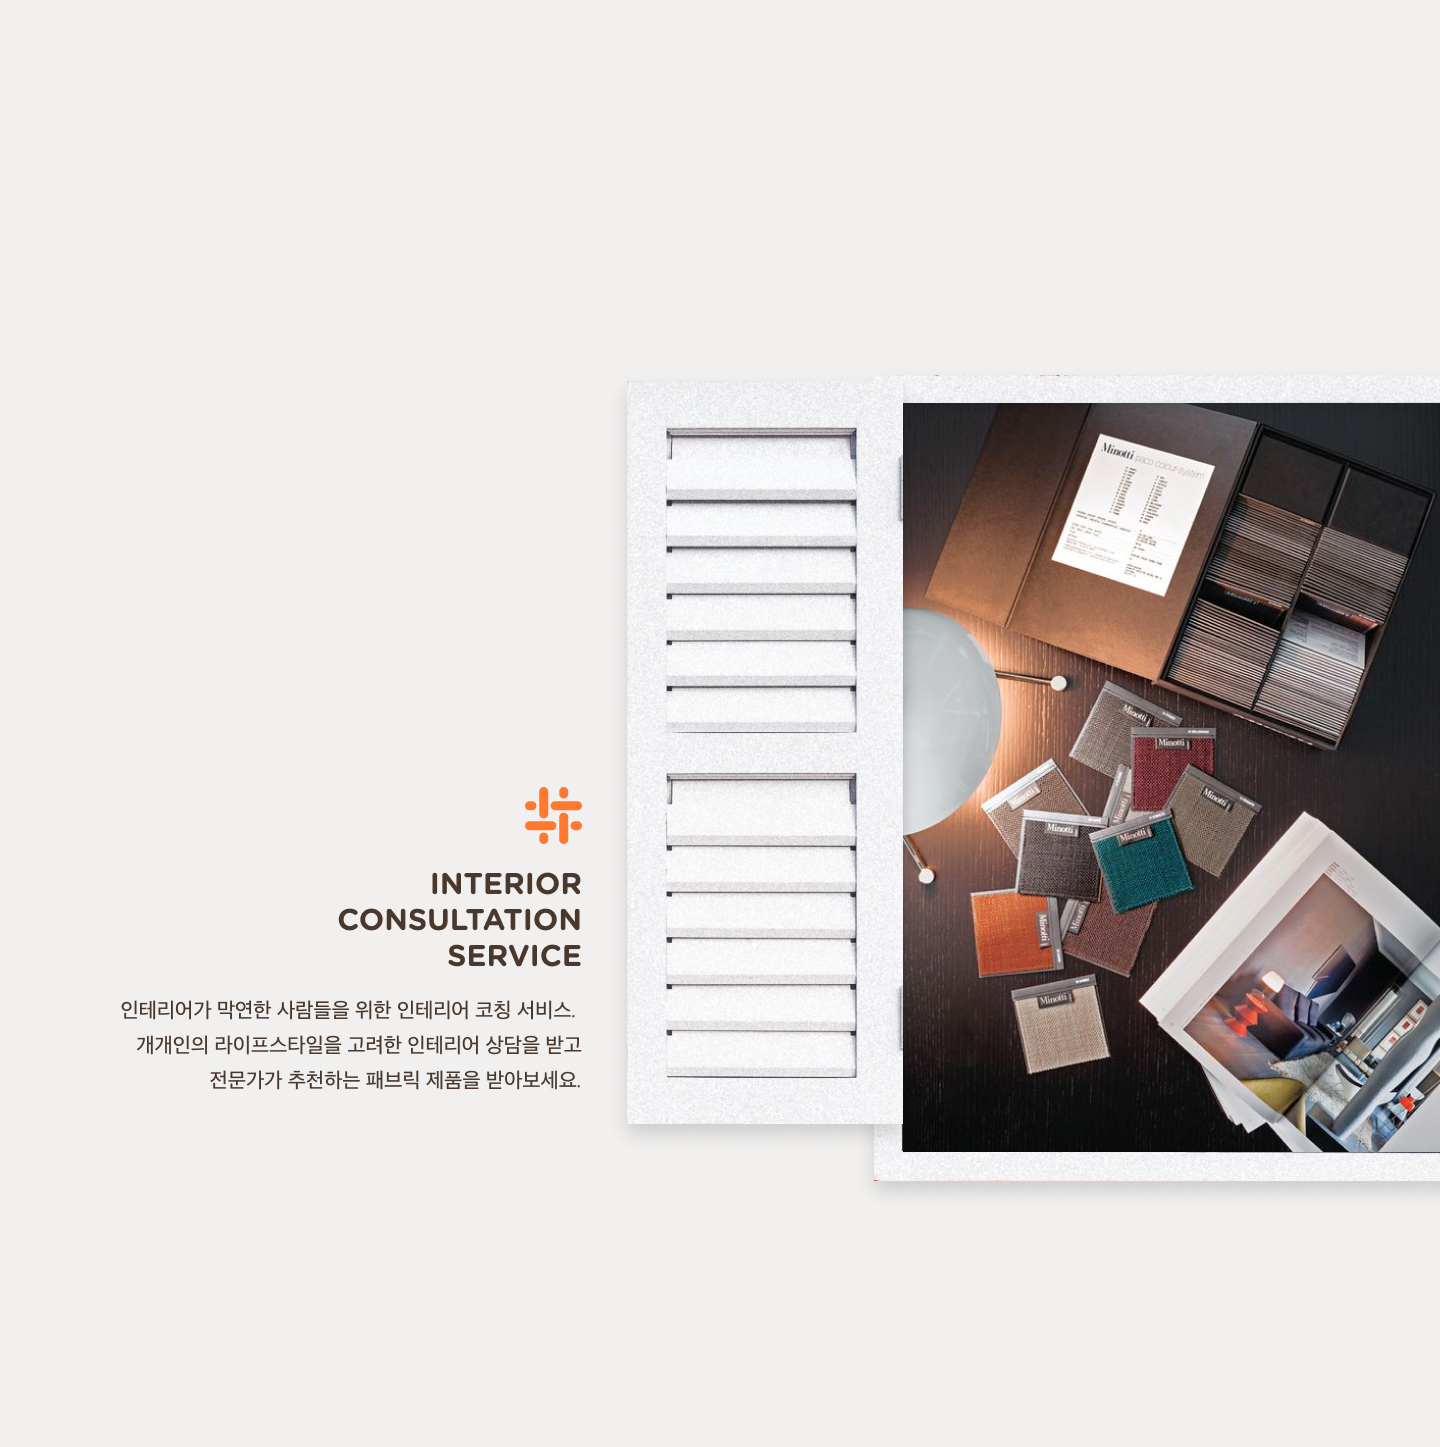 INTERIOR
CONSULTATION
SERVICE
인테리어가 막연한 사람들을 위한 인테리어 코칭 서비스.
개개인의 라이프스타일을 고려한 인테리어 상담을 받고
전문가가 추천하는 패브릭 제품을 받아보세요.
Minotti paco colour system
Minotti
Minotti
Minotti
Minotti
Minotti
Minotti
Minotti
Minotti